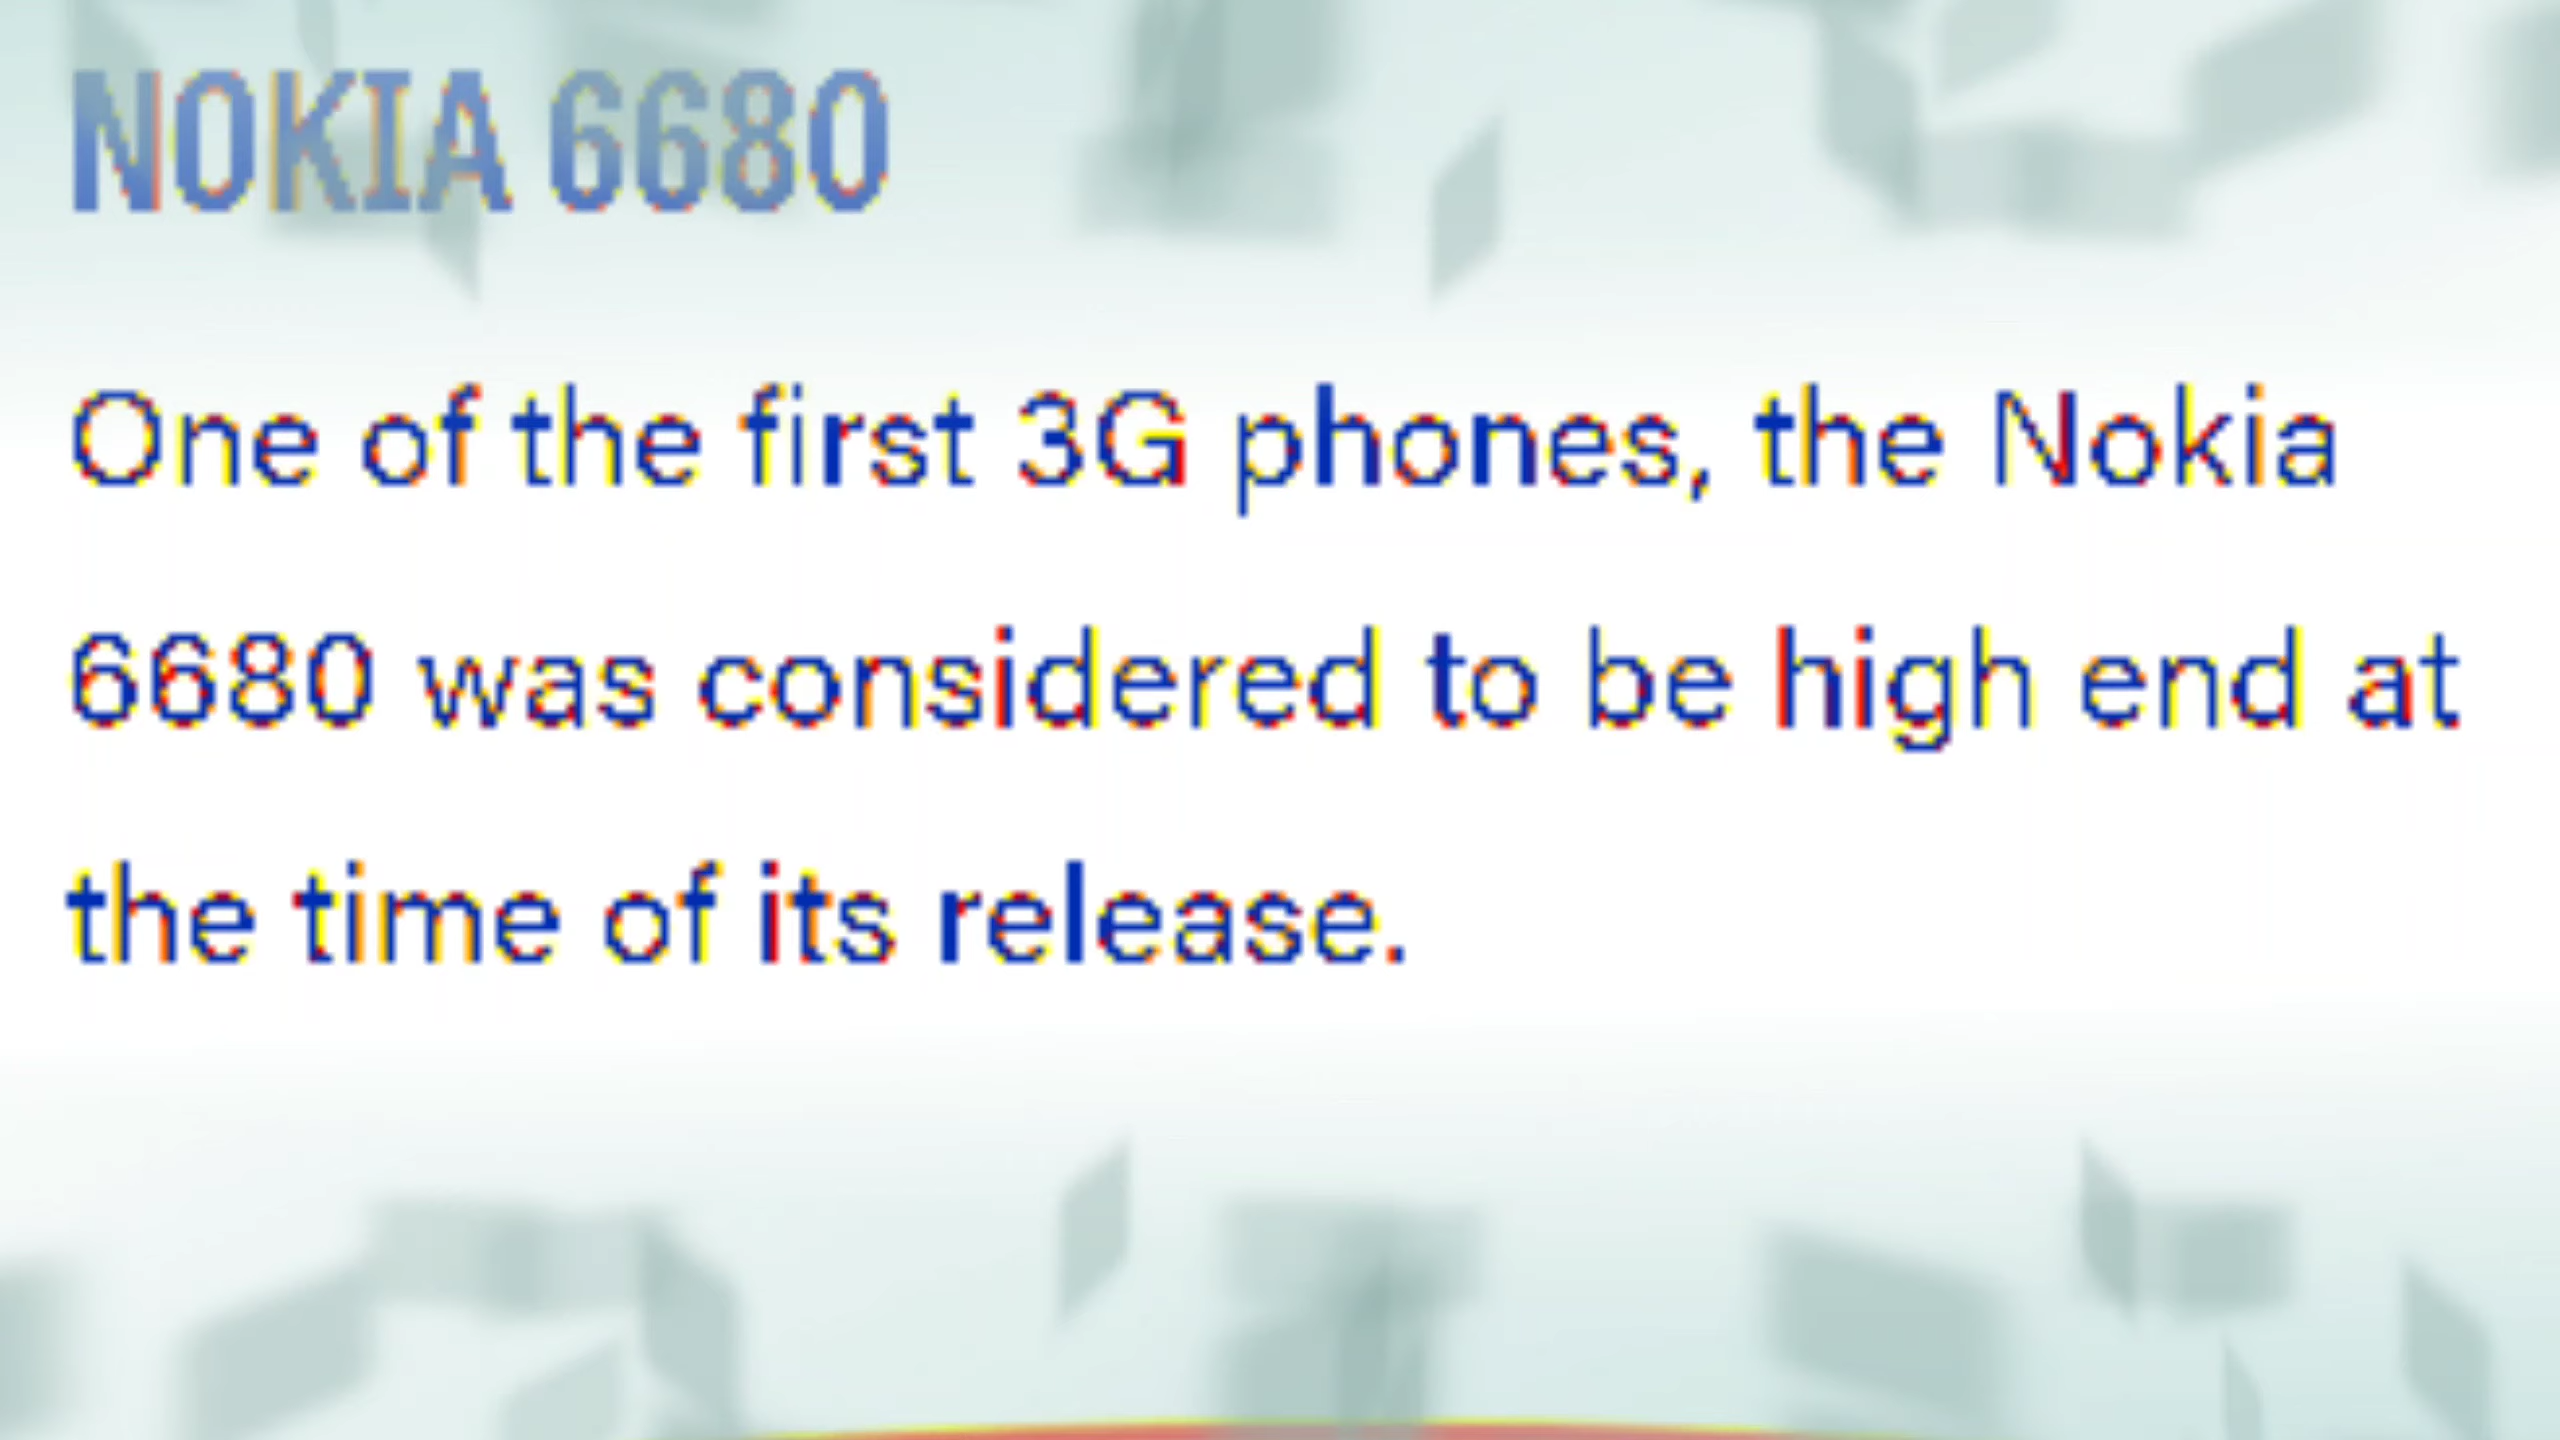 NOKIA 6680
One of the first 3G phones, the Nokia
6680 was considered to be high end at
the time of its release.